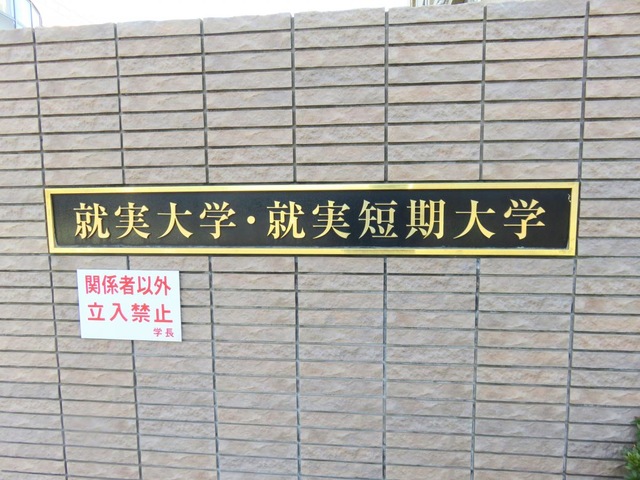 就実大学・就実短期大学
関係者以外
立入禁止
学長